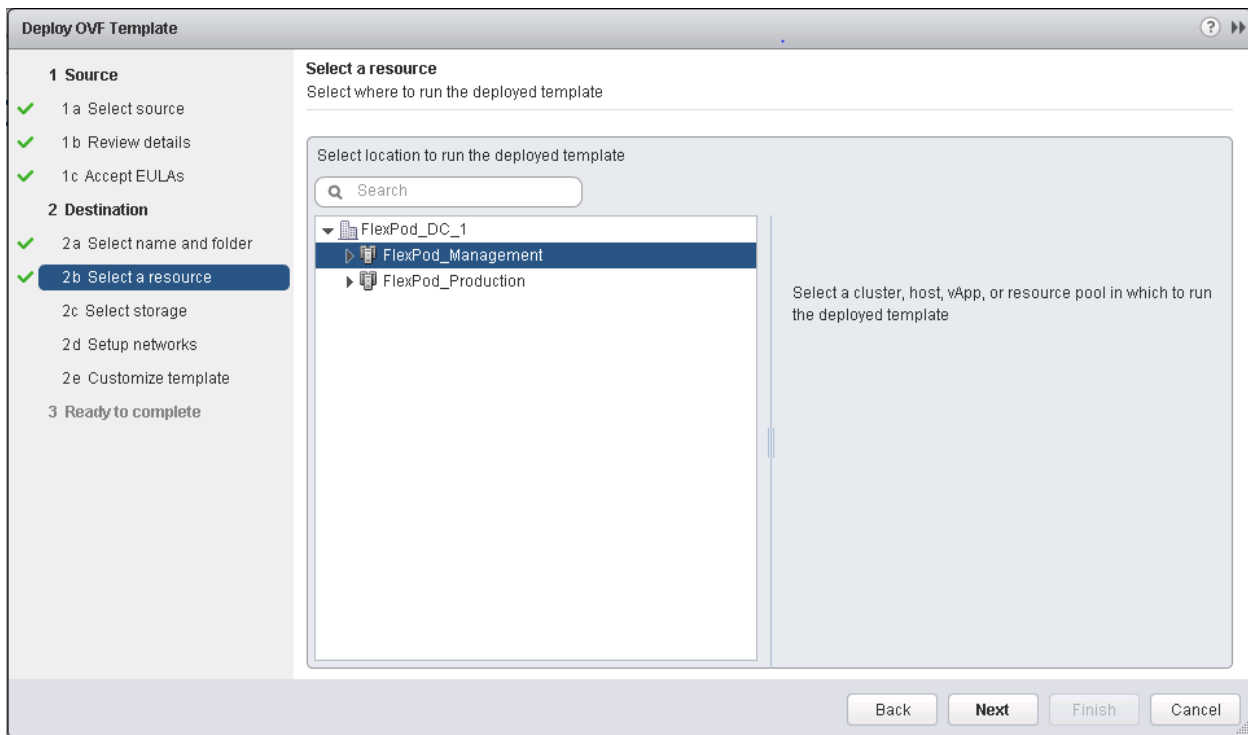 Deploy OVF Template
1 Source
1a Select source
1b Review details
1c Accept EULAs
2 Destination
2a Select name and folder
2b Select a resource
2c Select storage
2d Setup networks
2e Customize template
3 Ready to complete
Select a resource
Select where to run the deployed template
Select location to run the deployed template
Search
FlexPod_DC_1
FlexPod_Management
FlexPod_Production
Select a cluster, host, vApp, or resource pool in which to run
the deployed template
Back Next Finish Cancel